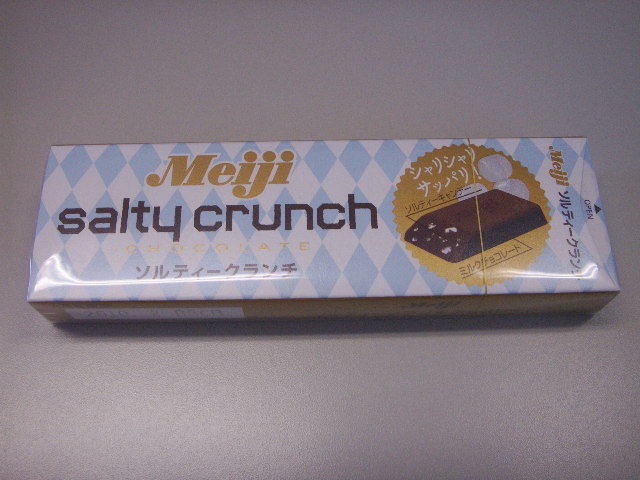 Meiji
salty crunch
CHOCOLATE
ソルティークランチ
シャリシャリ
サッパリ!
ソルティーキャンデー
ミルクチョコレート
Meiji ソルティークランチ
OPEN